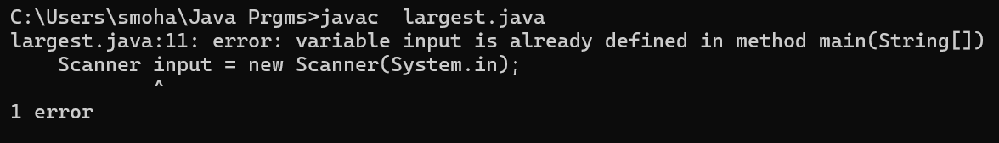 C:\Users\smoha\Java Prgms>javac  largest.java
largest.java:11: error: variable input is already defined in method main(String[])
    Scanner input = new Scanner(System.in);
            ^
1 error